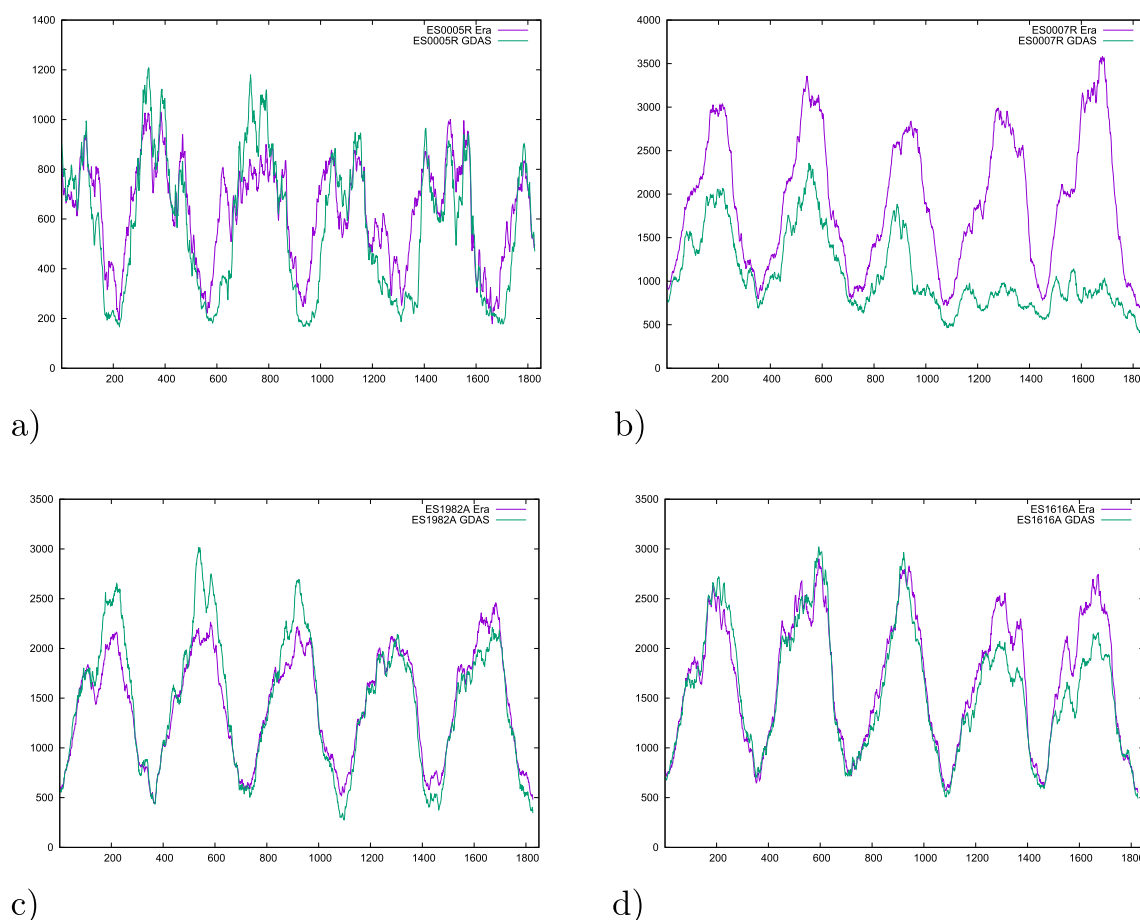 1400
1200
1000
800
600
400
200
0
200 400 600 800 1000 1200 1400 1600 1800
ES0005R Era
ES0005R GDAS
a)
4000
3500
3000
2500
2000
1500
1000
500
0
200 400 600 800 1000 1200 1400 1600 1800
ES0007R Era
ES0007R GDAS
b)
3500
3000
2500
2000
1500
1000
500
0
200 400 600 800 1000 1200 1400 1600 1800
ES1982A Era
ES1982A GDAS
c)
3500
3000
2500
2000
1500
1000
500
0
200 400 600 800 1000 1200 1400 1600 1800
ES1616A Era
ES1616A GDAS
d)